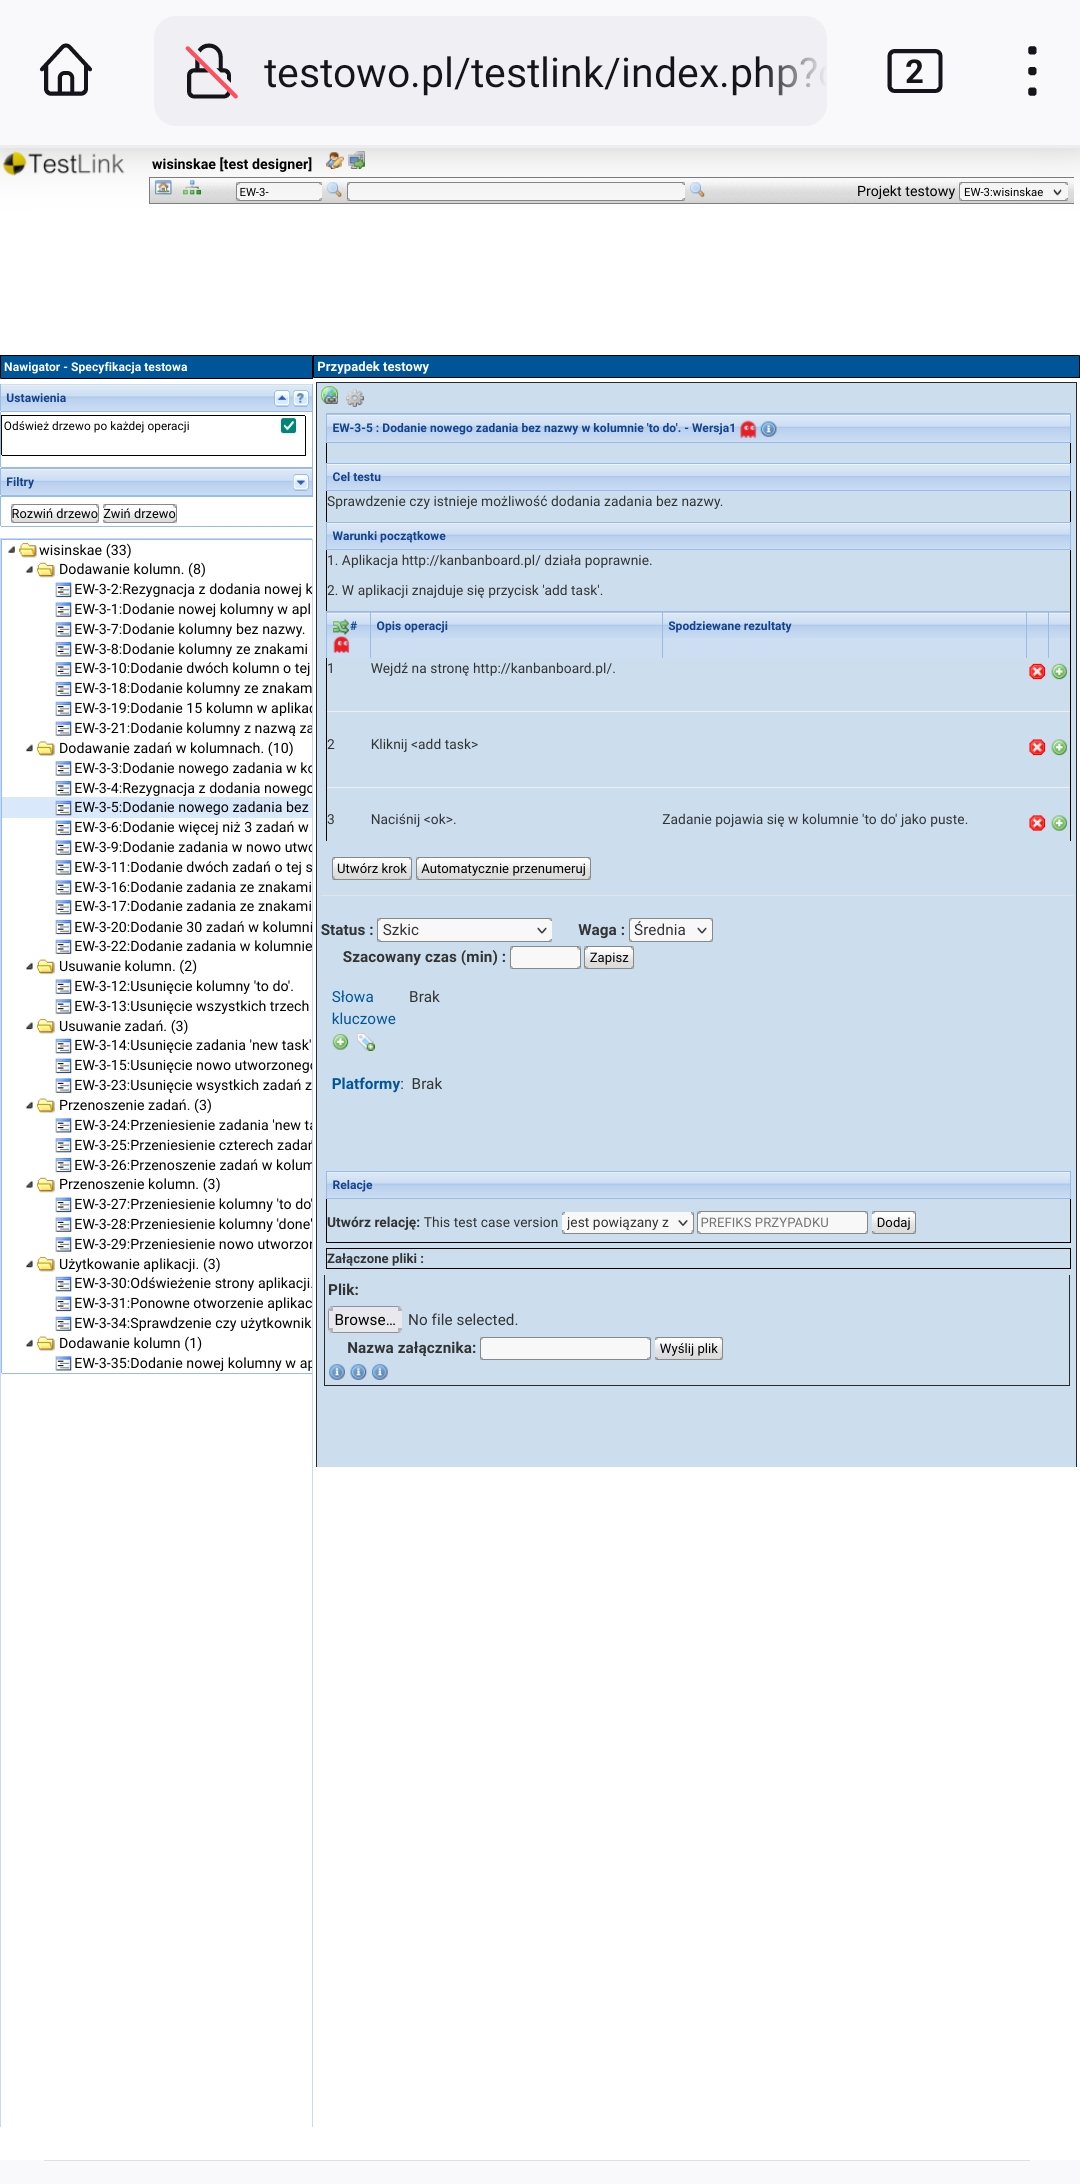 testowo.pl/testlink/index.php?
2
TestLink
wisinskae [test designer]
EW-3-
Projekt testowy EW-3:wisinskae
Nawigator - Specyfikacja testowa
Ustawienia
?
Odśwież drzewo po każdej operacji
Filtry
Rozwiń drzewo Zwiń drzewo
wisinskae (33)
Dodawanie kolumn. (8)
EW-3-2:Rezygnacja z dodania nowej k
EW-3-1:Dodanie nowej kolumny w apl
EW-3-7:Dodanie kolumny bez nazwy.
EW-3-8:Dodanie kolumny ze znakami
EW-3-10:Dodanie dwóch kolumn o tej
EW-3-18:Dodanie kolumny ze znakam
EW-3-19:Dodanie 15 kolumn w aplikac
EW-3-21:Dodanie kolumny z nazwą za
Dodawanie zadań w kolumnach. (10)
EW-3-3:Dodanie nowego zadania w ko
EW-3-4:Rezygnacja z dodania nowego
EW-3-5:Dodanie nowego zadania bez
EW-3-6:Dodanie więcej niż 3 zadań w
EW-3-9:Dodanie zadania w nowo utwo
EW-3-11:Dodanie dwóch zadań o tej s
EW-3-16:Dodanie zadania ze znakami
EW-3-17:Dodanie zadania ze znakami
EW-3-20:Dodanie 30 zadań w kolumni
EW-3-22:Dodanie zadania w kolumnie
Usuwanie kolumn. (2)
EW-3-12:Usunięcie kolumny 'to do'.
EW-3-13:Usunięcie wszystkich trzech
Usuwanie zadań. (3)
EW-3-14:Usunięcie zadania 'new task'
EW-3-15:Usunięcie nowo utworzoneg
EW-3-23:Usunięcie wsystkich zadań z
Przenoszenie zadań. (3)
EW-3-24:Przeniesienie zadania 'new ta
EW-3-25:Przeniesienie czterech zadań
EW-3-26:Przenoszenie zadań w kolum
Przenoszenie kolumn. (3)
EW-3-27:Przeniesienie kolumny 'to do'
EW-3-28:Przeniesienie kolumny 'done'
EW-3-29:Przeniesienie nowo utworzon
Użytkowanie aplikacji. (3)
EW-3-30:Odświeżenie strony aplikacji.
EW-3-31:Ponowne otworzenie aplikac
EW-3-34:Sprawdzenie czy użytkownik
Dodawanie kolumn (1)
EW-3-35:Dodanie nowej kolumny w ap
Przypadek testowy
EW-3-5 : Dodanie nowego zadania bez nazwy w kolumnie 'to do'. - Wersja1
Cel testu
Sprawdzenie czy istnieje możliwość dodania zadania bez nazwy.
Warunki początkowe
1. Aplikacja http://kanbanboard.pl/ działa poprawnie.
2. W aplikacji znajduje się przycisk 'add task'.
# Opis operacji Spodziewane rezultaty
1 Wejdź na stronę http://kanbanboard.pl/.
2 Kliknij <add task>
3 Naciśnij <ok>. Zadanie pojawia się w kolumnie 'to do' jako puste.
Utwórz krok Automatycznie przenumeruj
Status : Szkic Waga : Średnia
Szacowany czas (min) : Zapisz
Słowa kluczowe Brak
Platformy: Brak
Relacje
Utwórz relację: This test case version jest powiązany z PREFIKS PRZYPADKU Dodaj
Załączone pliki :
Plik:
Browse... No file selected.
Nazwa załącznika: Wyślij plik